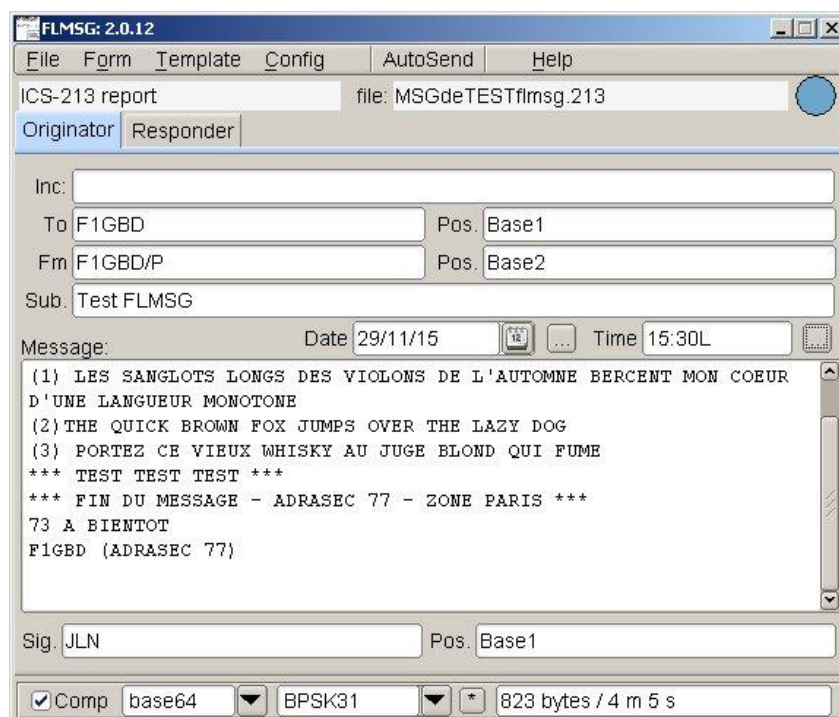 FLMSG: 2.0.12
File Form Template Config AutoSend Help
ICS-213 report file: MSGdeTESTflmsg.213
Originator Responder
Inc:
To F1GBD Pos. Base1
Fm F1GBD/P Pos. Base2
Sub. Test FLMSG
Message: Date 29/11/15 12 ... Time 15:30L ...
(1) LES SANGLOTS LONGS DES VIOLONS DE L'AUTOMNE BERCENT MON COEUR
D'UNE LANGUEUR MONOTONE
(2)THE QUICK BROWN FOX JUMPS OVER THE LAZY DOG
(3) PORTEZ CE VIEUX WHISKY AU JUGE BLOND QUI FUME
*** TEST TEST TEST ***
*** FIN DU MESSAGE - ADRASEC 77 - ZONE PARIS ***
73 A BIENTOT
F1GBD (ADRASEC 77)
Sig. JLN Pos. Base1
Comp base64 BPSK31 * 823 bytes / 4 m 5 s